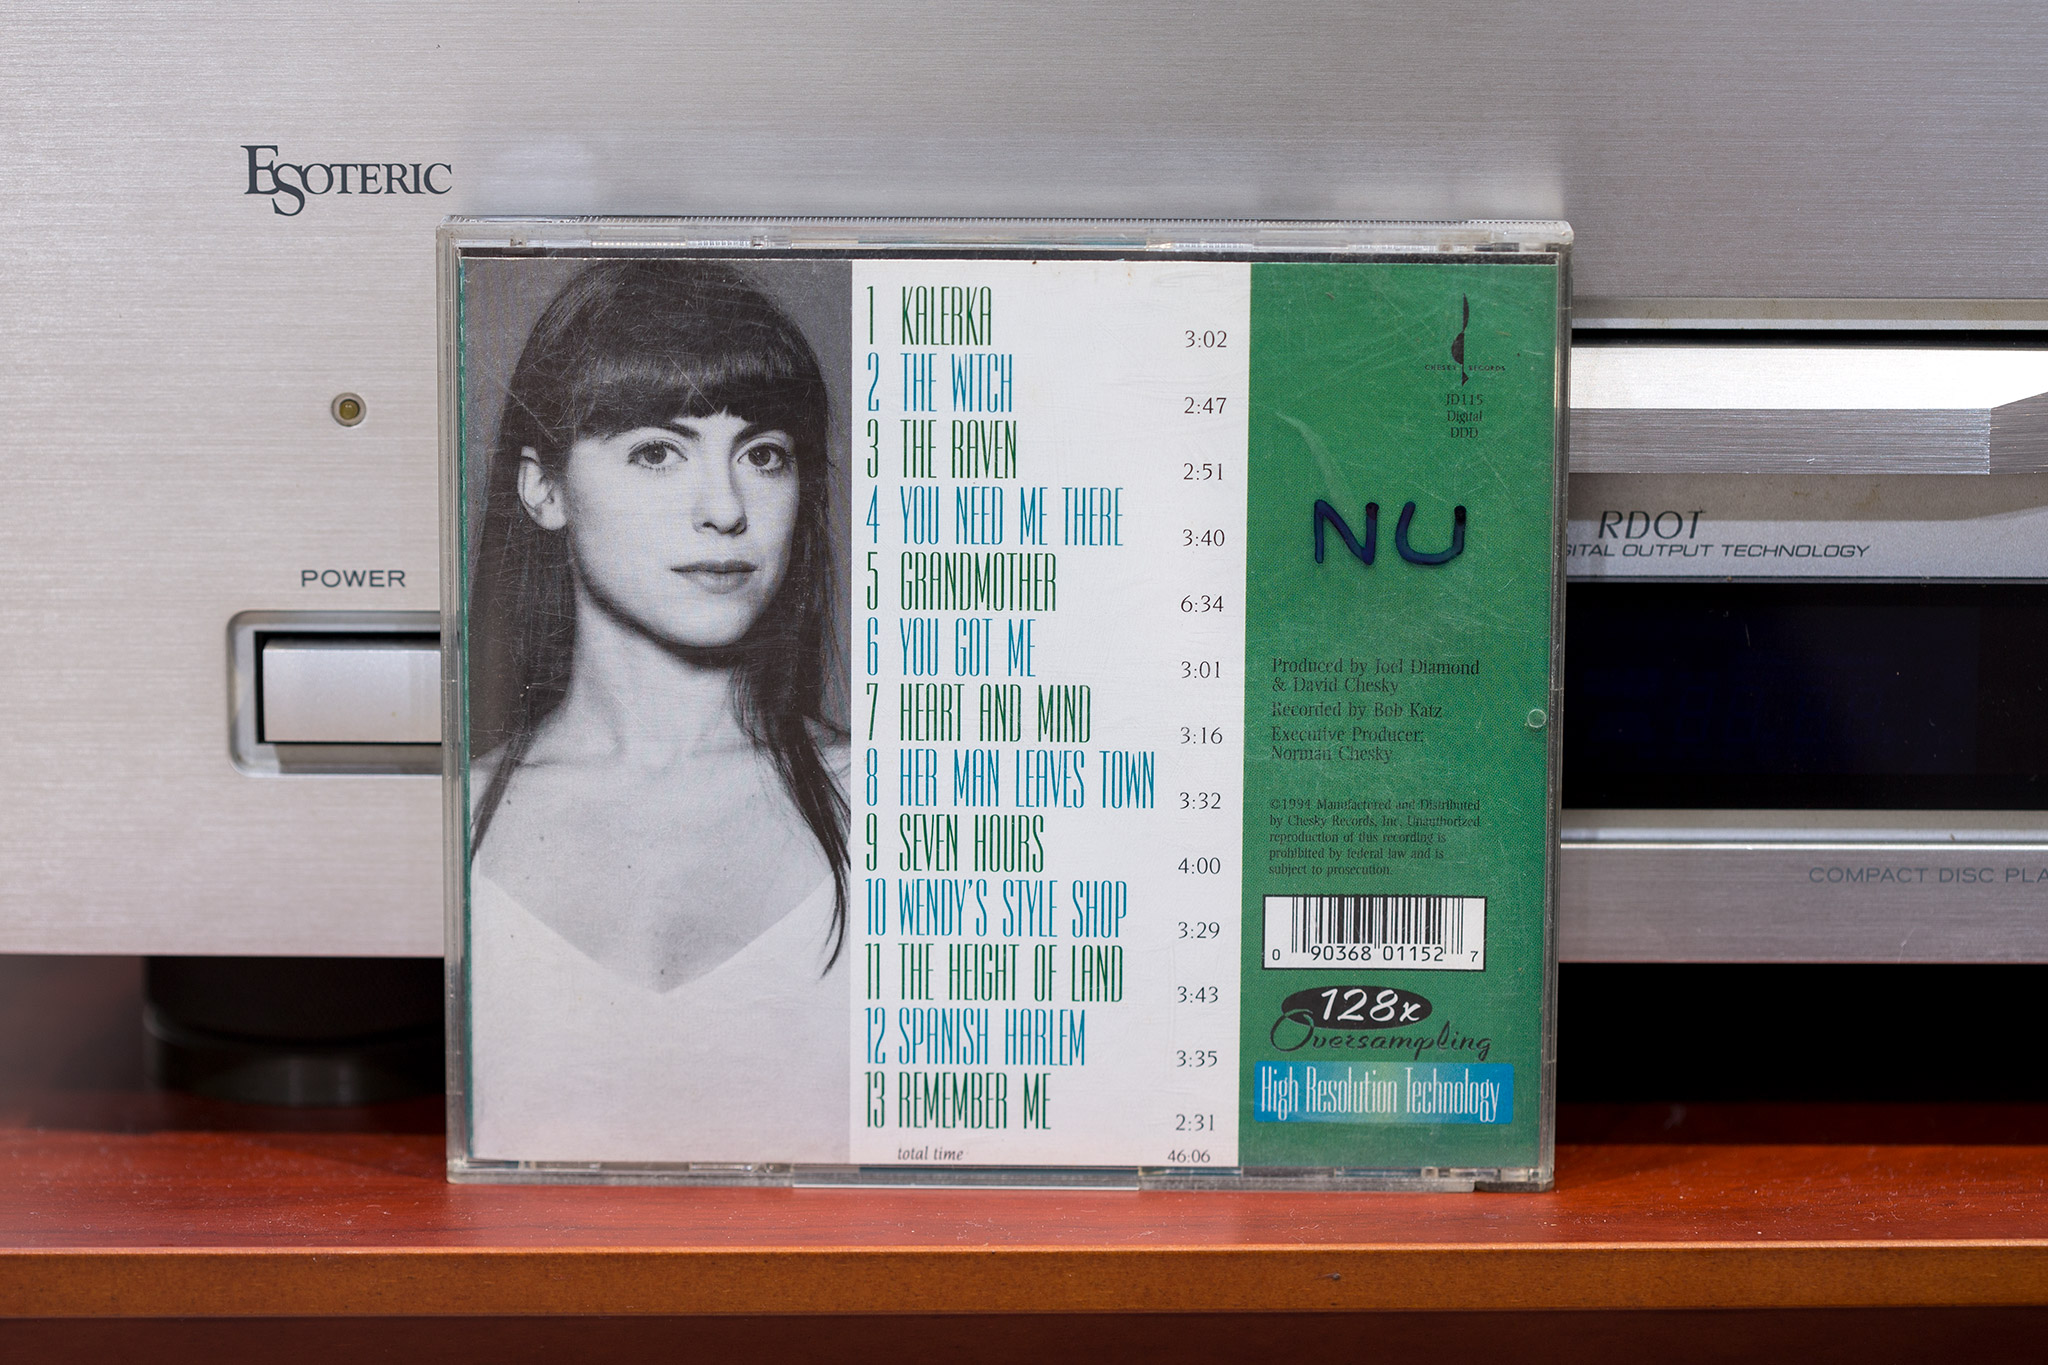 ESOTERIC
POWER
1 KALERKA 3:02
2 THE WITCH 2:47
3 THE RAVEN 2:51
4 YOU NEED ME THERE 3:40
5 GRANDMOTHER 6:34
6 YOU GOT ME 3:01
7 HEART AND MIND 3:16
8 HER MAN LEAVES TOWN 3:32
9 SEVEN HOURS 4:00
10 WENDY'S STYLE SHOP 3:29
11 THE HEIGHT OF LAND 3:43
12 SPANISH HARLEM 3:35
13 REMEMBER ME 2:31
total time 46:06
CHESKY RECORDS
JD115
Digital
DDD
NU
Produced by Joel Diamond
& David Chesky
Recorded by Bob Katz
Executive Producer:
Norman Chesky
©1994 Manufactered and Distributed
by Chesky Records, Inc. Unauthorized
reproduction of this recording is
prohibited by federal law and is
subject to prosecution.
0 90368 01152 7
128x
Oversampling
High Resolution Technology
RDOT
GITAL OUTPUT TECHNOLOGY
COMPACT DISC PLA